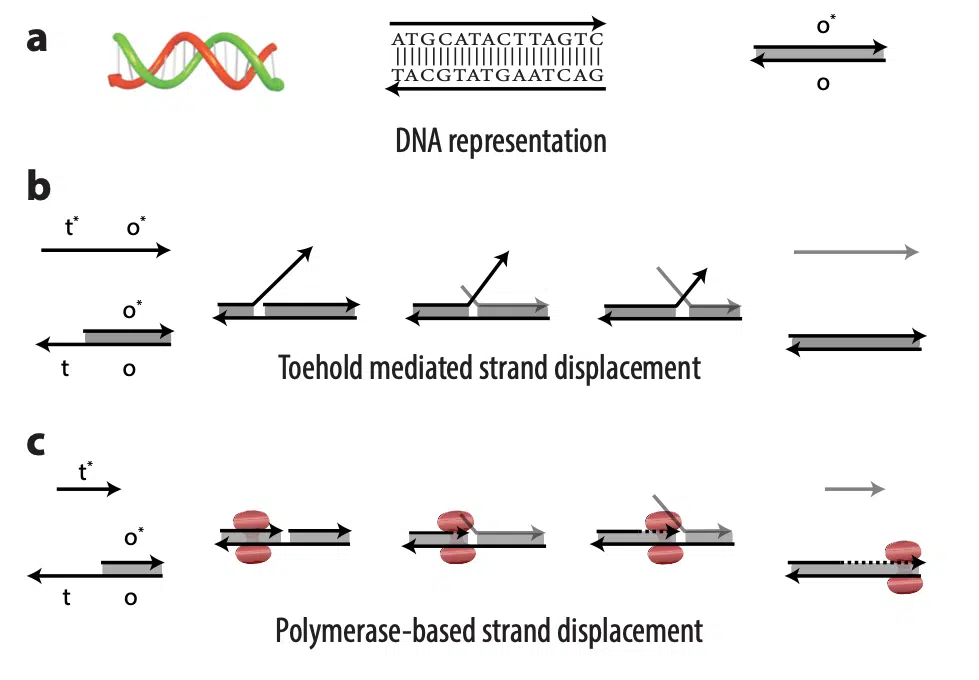 a
ATGCATACTTAGTC
TACGTATGAATCAG
o*
o
DNA representation
b
t* o*
o*
t o
Toehold mediated strand displacement
c
t*
o*
t o
Polymerase-based strand displacement